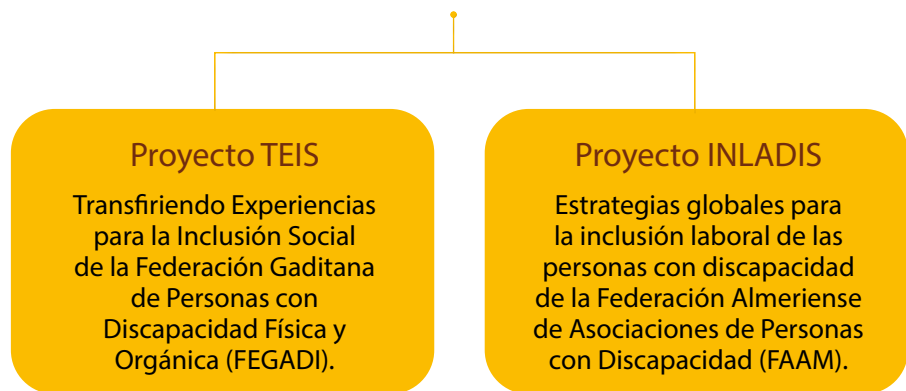 Proyecto TEIS
Transfiriendo Experiencias
para la Inclusión Social
de la Federación Gaditana
de Personas con
Discapacidad Física y
Orgánica (FEGADI).
Proyecto INLADIS
Estrategias globales para
la inclusión laboral de las
personas con discapacidad
de la Federación Almeriense
de Asociaciones de Personas
con Discapacidad (FAAM).